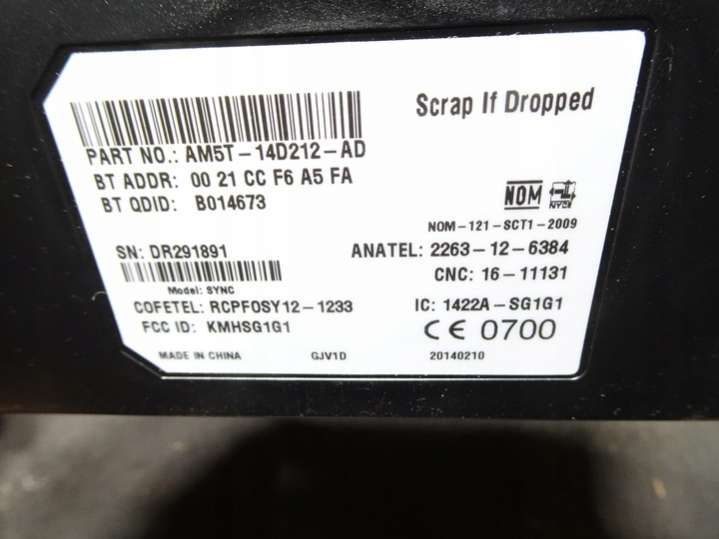 Scrap If Dropped
PART NO.: AM5T-14D212-AD
BT ADDR: 00 21 CC F6 A5 FA
BT QDID: B014673
NOM NYCE
NOM-121-SCT1-2009
SN: DR291891
ANATEL: 2263-12-6384
CNC: 16-11131
Model: SYNC
COFETEL: RCPFOSY12-1233
IC: 1422A-SG1G1
FCC ID: KMHSG1G1
CE 0700
MADE IN CHINA GJV1D 20140210